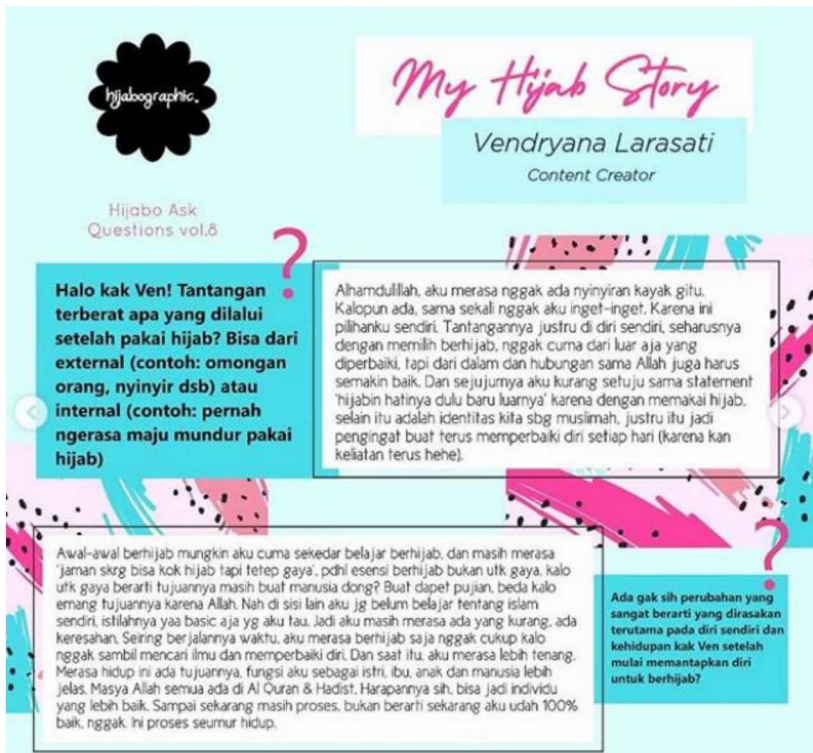 hijabographic.
My Hijab Story
Vendryana Larasati
Content Creator
Hijabo Ask
Questions vol.8
?
Halo kak Ven! Tantangan
terberat apa yang dilalui
setelah pakai hijab? Bisa dari
external (contoh: omongan
orang, nyinyir dsb) atau
internal (contoh: pernah
ngerasa maju mundur pakai
hijab)
Alhamdulillah, aku merasa nggak ada nyinyiran kayak gitu.
Kalopun ada, sama sekali nggak aku inget-inget. Karena ini
pilihanku sendiri. Tantangannya justru di diri sendiri, seharusnya
dengan memilih berhijab, nggak cuma dari luar aja yang
diperbaiki, tapi dari dalam dan hubungan sama Allah juga harus
semakin baik. Dan sejujurnya aku kurang setuju sama statement
'hijabin hatinya dulu baru luarnya' karena dengan memakai hijab,
selain itu adalah identitas kita sbg muslimah, justru itu jadi
pengingat buat terus memperbaiki diri setiap hari (karena kan
keliatan terus hehe).
?
Ada gak sih perubahan yang
sangat berarti yang dirasakan
terutama pada diri sendiri dan
kehidupan kak Ven setelah
mulai memantapkan diri
untuk berhijab?
Awal-awal berhijab mungkin aku cuma sekedar belajar berhijab, dan masih merasa
'jaman skrg bisa kok hijab tapi tetep gaya', pdhl esensi berhijab bukan utk gaya, kalo
utk gaya berarti tujuannya masih buat manusia dong? Buat dapet pujian, beda kalo
emang tujuannya karena Allah. Nah di sisi lain aku jg belum belajar tentang islam
sendiri, istilahnya yaa basic aja yg aku tau. Jadi aku masih merasa ada yang kurang, ada
keresahan. Seiring berjalannya waktu, aku merasa berhijab saja nggak cukup kalo
nggak sambil mencari ilmu dan memperbaiki diri. Dan saat itu, aku merasa lebih tenang.
Merasa hidup ini ada tujuannya, fungsi aku sebagai istri, ibu, anak dan manusia lebih
jelas. Masya Allah semua ada di Al Quran & Hadist. Harapannya sih, bisa jadi individu
yang lebih baik. Sampai sekarang masih proses, bukan berarti sekarang aku udah 100%
baik, nggak. Ini proses seumur hidup.